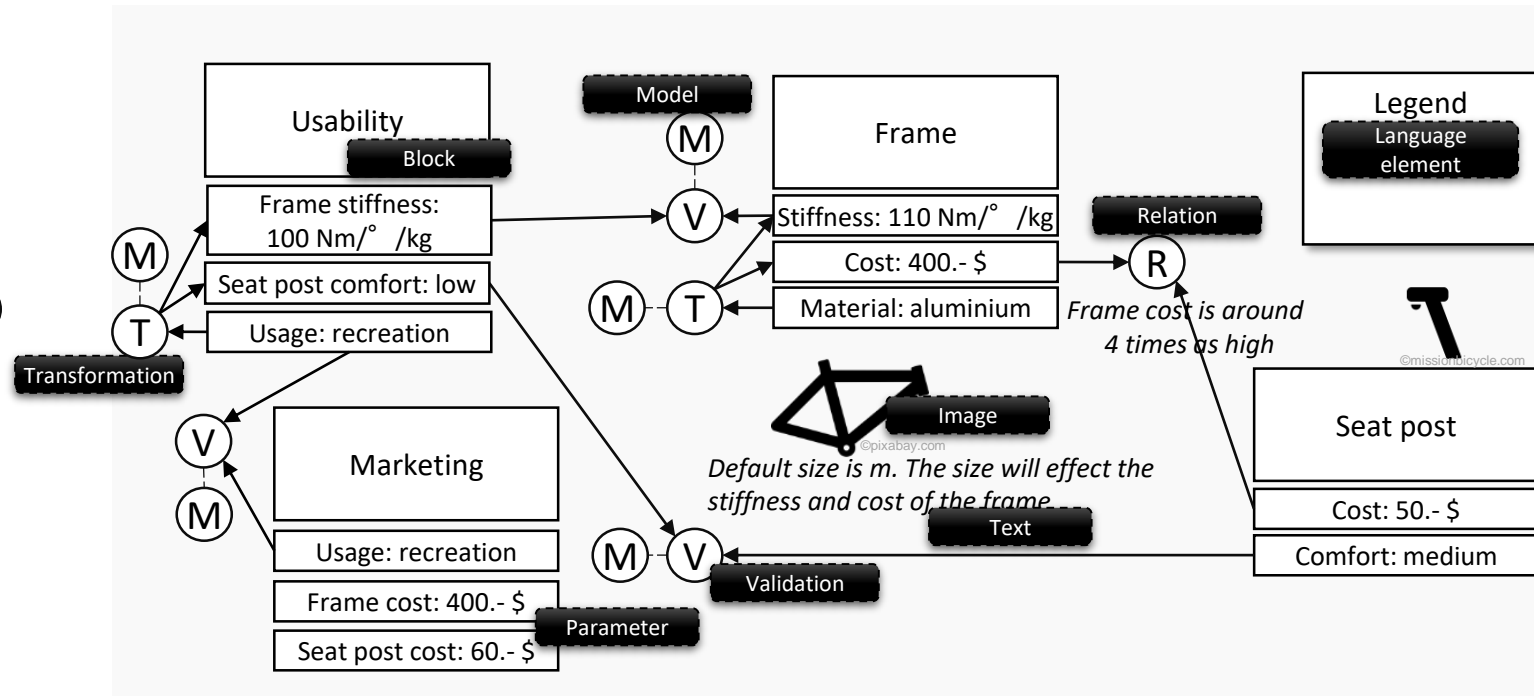 Usability
Block
Frame stiffness:
100 Nm/° /kg
Seat post comfort: low
Usage: recreation
M
T
Transformation
V
M
Marketing
Usage: recreation
Frame cost: 400.- $
Seat post cost: 60.- $
Parameter
Model
M
V
M
T
Frame
Stiffness: 110 Nm/° /kg
Cost: 400.- $
Material: aluminium
Relation
R
Frame cost is around
4 times as high
Image
©pixabay.com
Default size is m. The size will effect the
stiffness and cost of the frame
Text
M
V
Validation
Legend
Language
element
©missionbicycle.com
Seat post
Cost: 50.- $
Comfort: medium